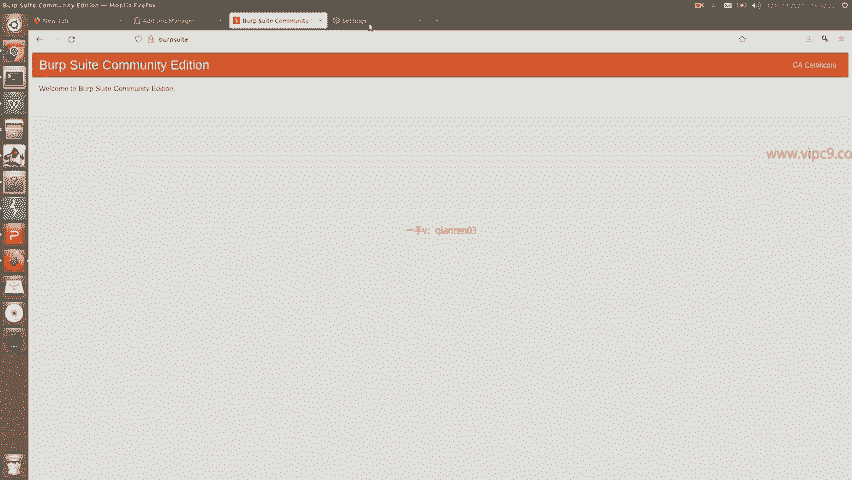 Burp Suite Community Edition — Mozilla Firefox
New Tab
Add-ons Manager
Burp Suite Community
Settings
burpsuite
Burp Suite Community Edition
CA Certificate
Welcome to Burp Suite Community Edition.
www.vipc9.co
一手v: qianren03